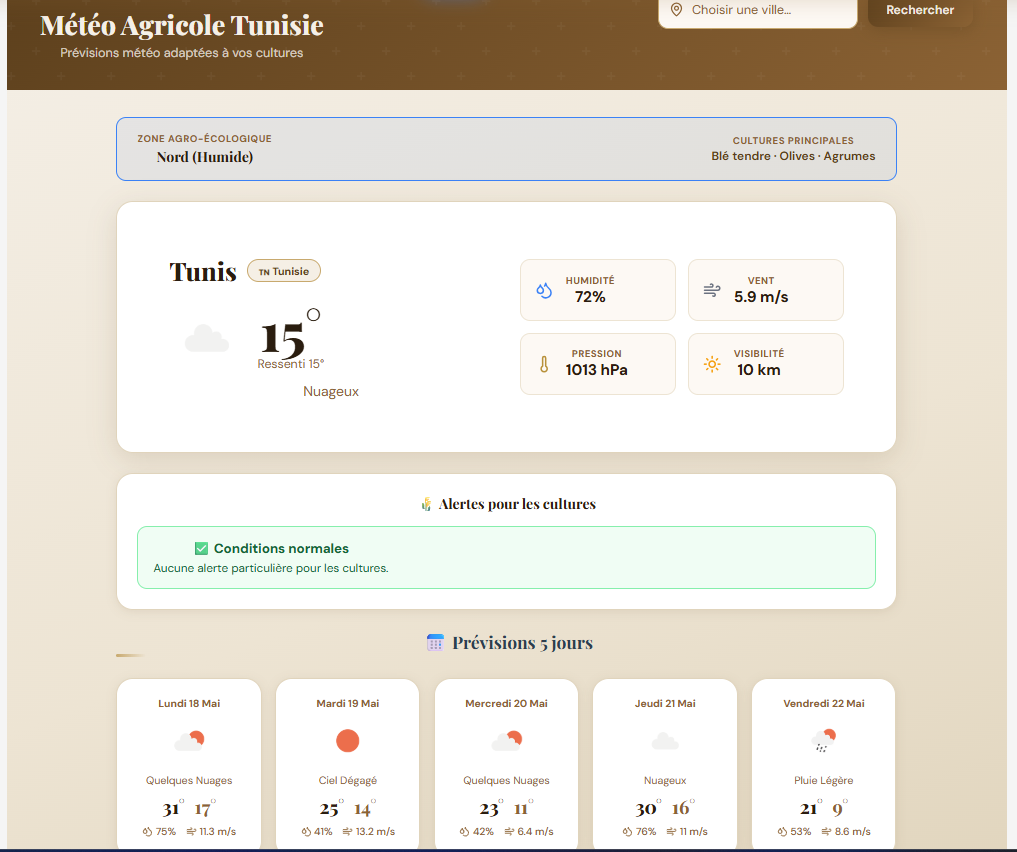 Météo Agricole Tunisie
Prévisions météo adaptées à vos cultures
Choisir une ville...
Rechercher
ZONE AGRO-ÉCOLOGIQUE
Nord (Humide)
CULTURES PRINCIPALES
Blé tendre · Olives · Agrumes
Tunis
TN Tunisie
15°
Ressenti 15°
Nuageux
HUMIDITÉ
72%
VENT
5.9 m/s
PRESSION
1013 hPa
VISIBILITÉ
10 km
Alertes pour les cultures
✅ Conditions normales
Aucune alerte particulière pour les cultures.
Prévisions 5 jours
Lundi 18 Mai
Quelques Nuages
31° 17°
75% 11.3 m/s
Mardi 19 Mai
Ciel Dégagé
25° 14°
41% 13.2 m/s
Mercredi 20 Mai
Quelques Nuages
23° 11°
42% 6.4 m/s
Jeudi 21 Mai
Nuageux
30° 16°
76% 11 m/s
Vendredi 22 Mai
Pluie Légère
21° 9°
53% 8.6 m/s